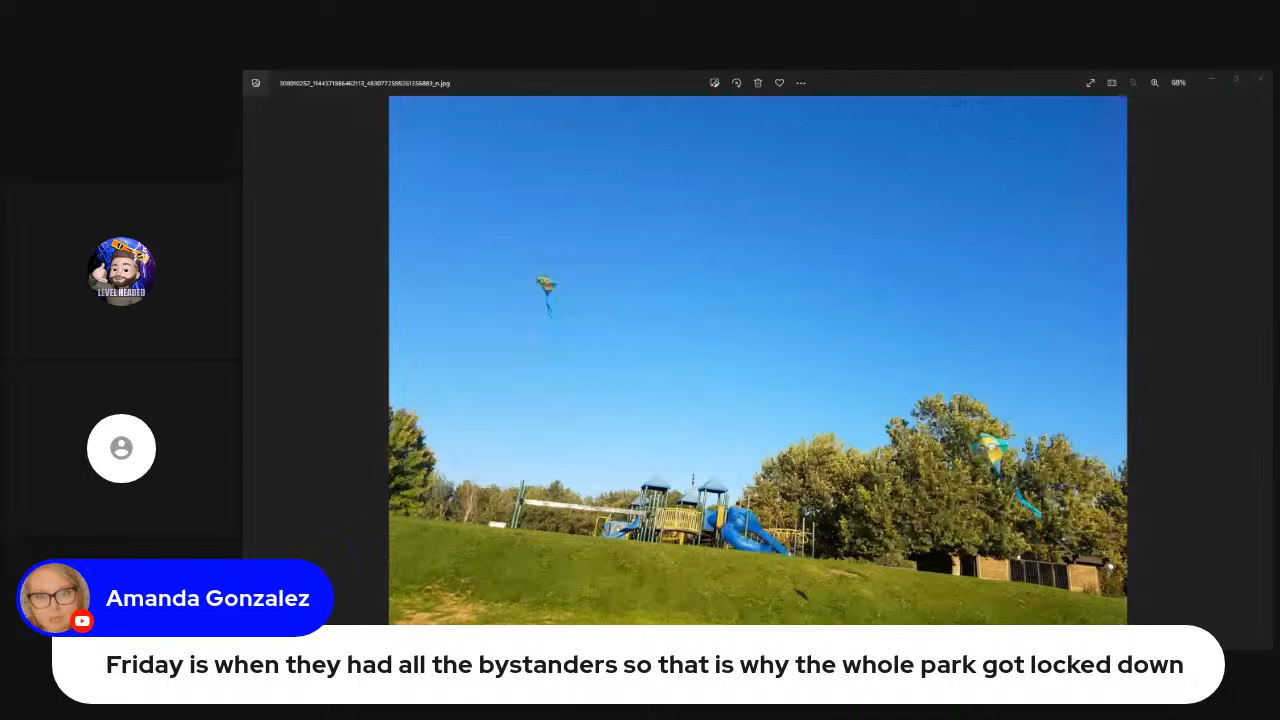 68%
LEVEL HEADED
Amanda Gonzalez
Friday is when they had all the bystanders so that is why the whole park got locked down